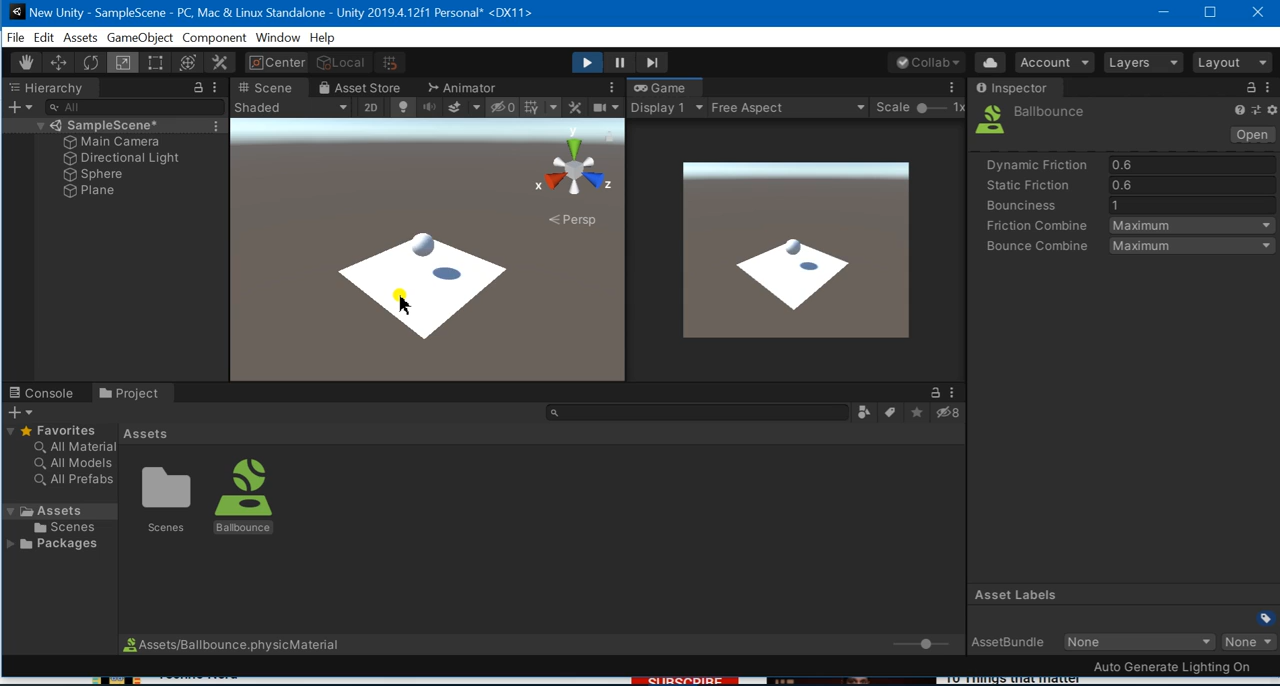 New Unity - SampleScene - PC, Mac & Linux Standalone - Unity 2019.4.12f1 Personal* <DX11>
File Edit Assets GameObject Component Window Help
Center Local Collab Account Layers Layout
Hierarchy Scene Asset Store Animator Game Inspector
All Shaded 2D 0 Display 1 Free Aspect Scale 1x
Ballbounce
Open
SampleScene*
Main Camera
Directional Light
Sphere
Plane
y
x
z
Persp
Dynamic Friction 0.6
Static Friction 0.6
Bounciness 1
Friction Combine Maximum
Bounce Combine Maximum
Console Project
8
Favorites
All Material
All Models
All Prefabs
Assets
Scenes
Packages
Assets
Scenes
Ballbounce
Assets/Ballbounce.physicMaterial
Asset Labels
AssetBundle None None
Auto Generate Lighting On
SUBSCRIBE
10 Things that matter